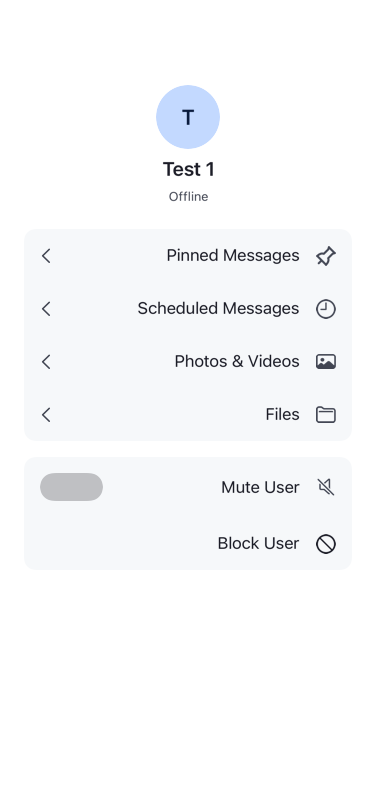 T
Test 1
Offline
Pinned Messages
Scheduled Messages
Photos & Videos
Files
Mute User
Block User